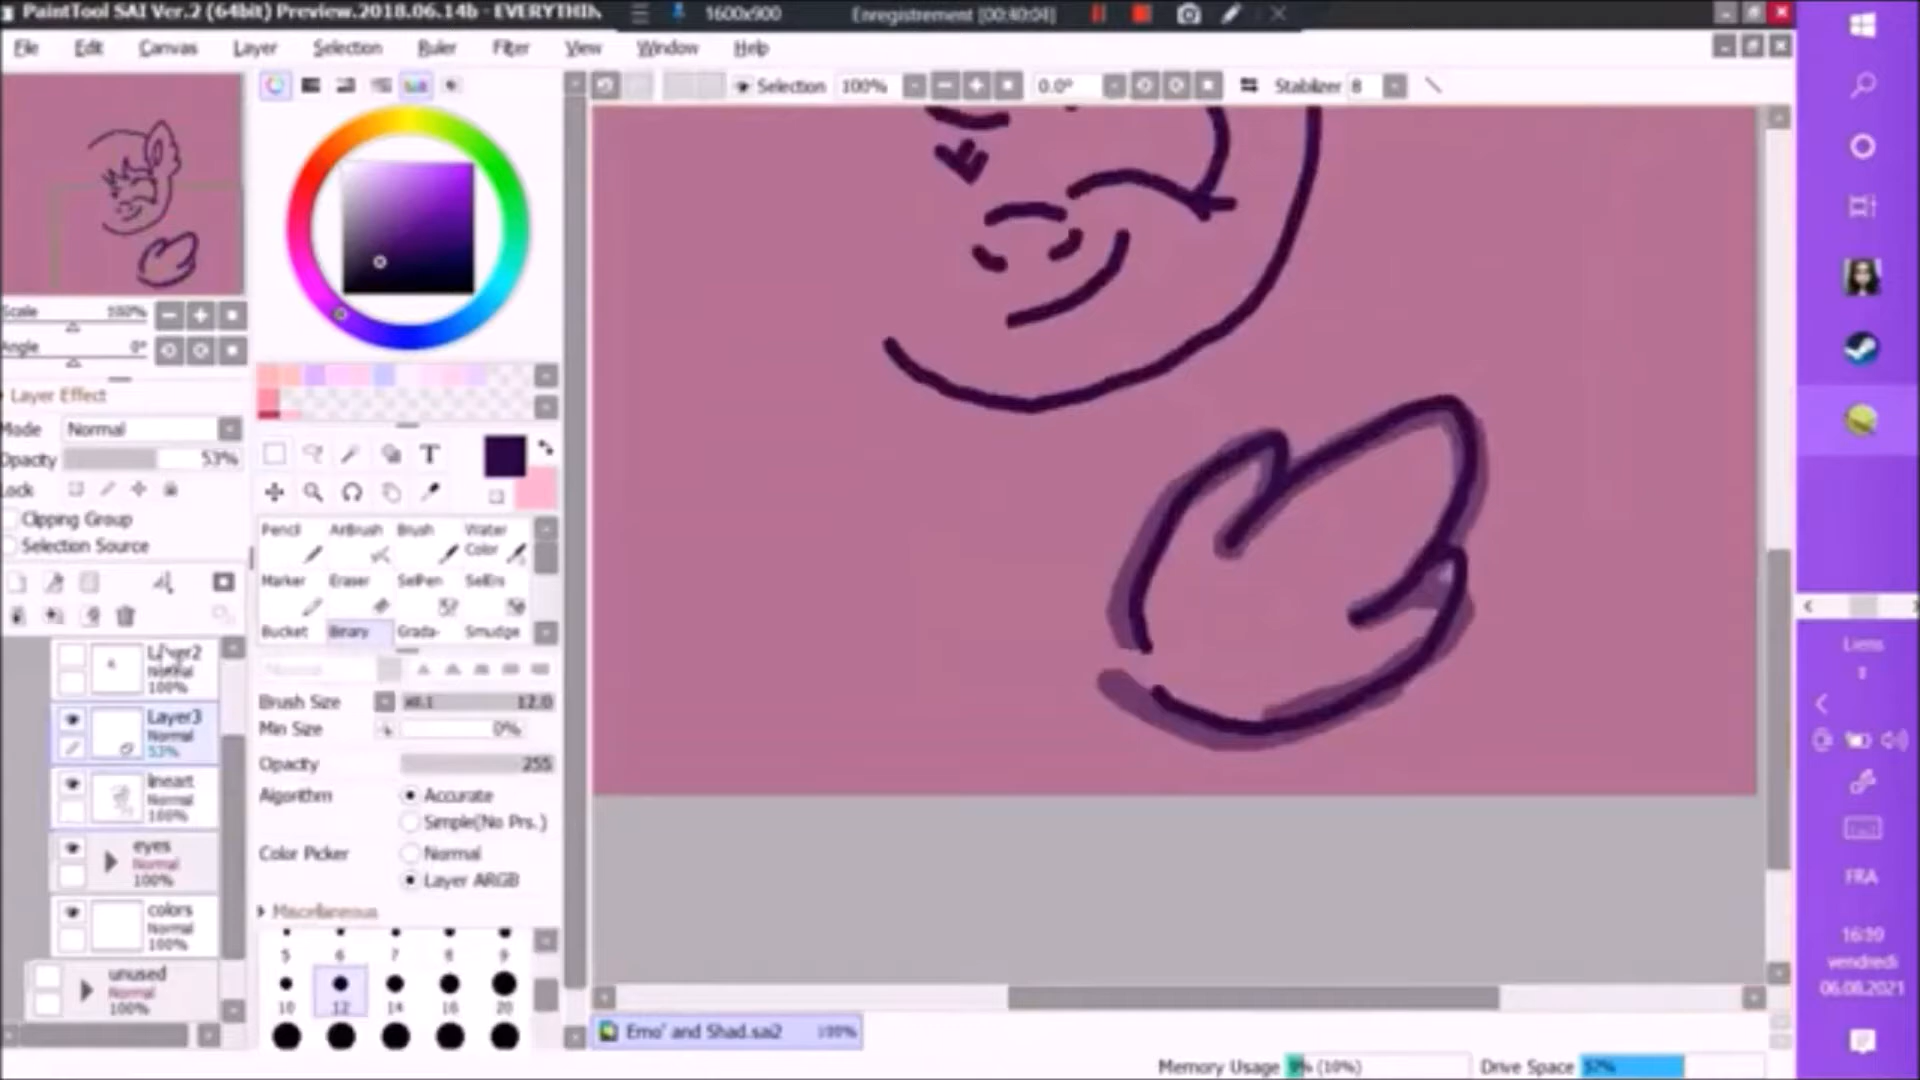 PaintTool SAI Ver.2 (64bit) Preview.2018.06.14b - EVERYTHIN
1600x900
Enregistrement [00:40:04]
File Edit Canvas Layer Selection Ruler Filter View Window Help
Selection 100% 0.0° Stabilizer 8
Scale 100%
Angle 0°
Layer Effect
Mode Normal
Opacity 53%
Lock
Clipping Group
Selection Source
Layer2
Normal
100%
Layer3
Normal
53%
lineart
Normal
100%
eyes
Normal
100%
colors
Normal
100%
unused
Normal
100%
T
Pencil AirBrush Brush Water Color
Marker Eraser SelPen SelErs
Bucket Binary Grada- Smudge
Normal
Brush Size x0.1 12.0
Min Size 0%
Opacity 255
Algorithm Accurate
Simple(No Prs.)
Color Picker Normal
Layer ARGB
Miscellaneous
5 6 7 8 9
10 12 14 16 20
Emo' and Shad.sai2 100%
Memory Usage 9% (10%) Drive Space 57%
Liens
FRA
vendredi
06.08.2021